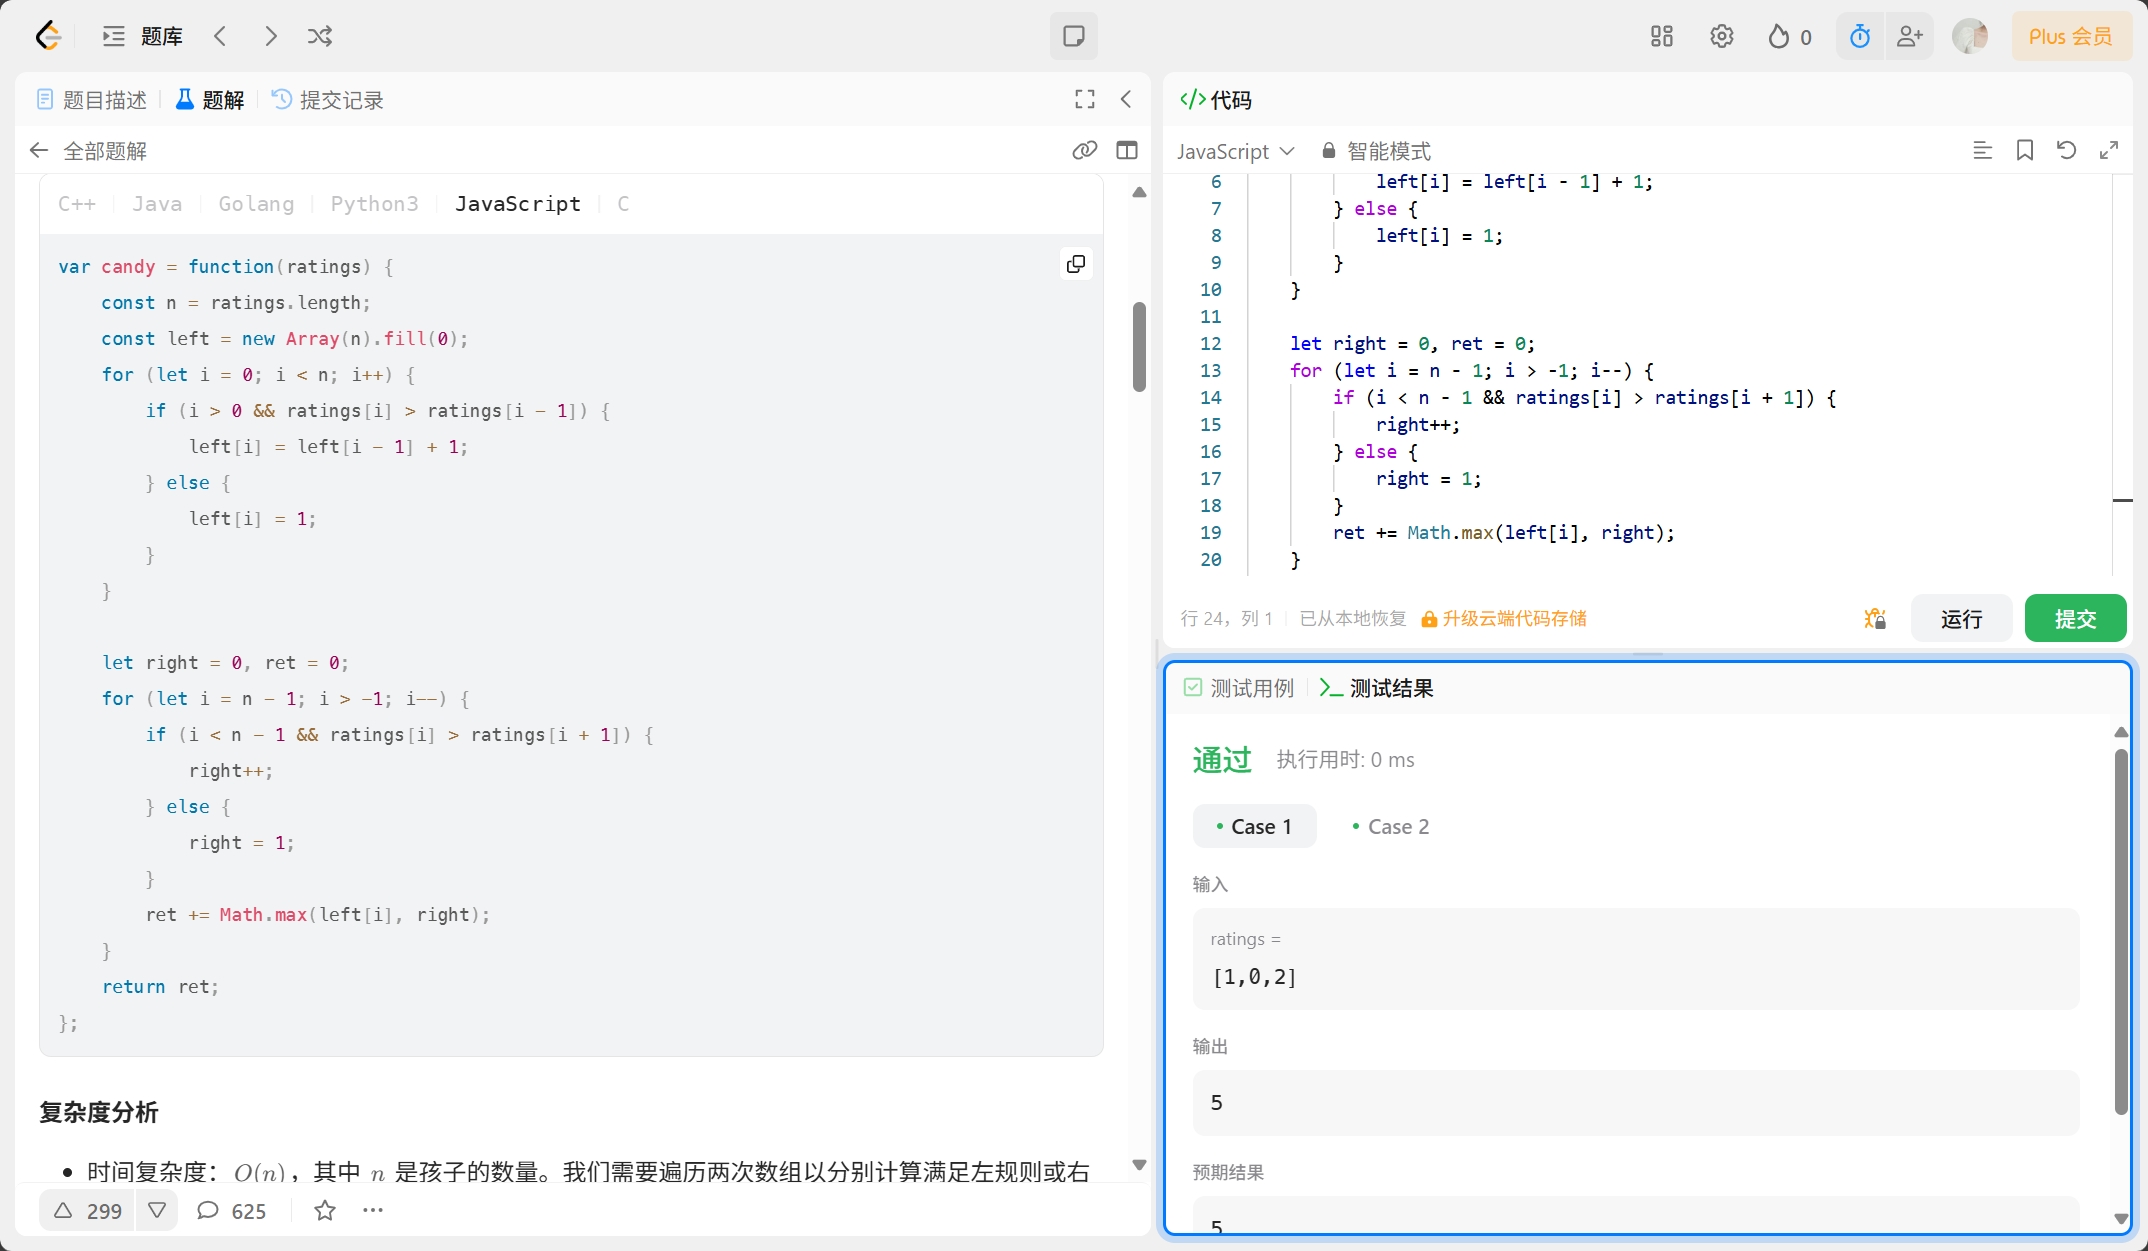 题库
0
Plus 会员
题目描述
题解
提交记录
全部题解
C++
Java
Golang
Python3
JavaScript
C
var candy = function(ratings) {
    const n = ratings.length;
    const left = new Array(n).fill(0);
    for (let i = 0; i < n; i++) {
        if (i > 0 && ratings[i] > ratings[i - 1]) {
            left[i] = left[i - 1] + 1;
        } else {
            left[i] = 1;
        }
    }
    let right = 0, ret = 0;
    for (let i = n - 1; i > -1; i--) {
        if (i < n - 1 && ratings[i] > ratings[i + 1]) {
            right++;
        } else {
            right = 1;
        }
        ret += Math.max(left[i], right);
    }
    return ret;
};
复杂度分析
时间复杂度：O(n)，其中 n 是孩子的数量。我们需要遍历两次数组以分别计算满足左规则或右
299
625
代码
JavaScript
智能模式
6 left[i] = left[i - 1] + 1;
7 } else {
8 left[i] = 1;
9 }
10 }
11
12 let right = 0, ret = 0;
13 for (let i = n - 1; i > -1; i--) {
14 if (i < n - 1 && ratings[i] > ratings[i + 1]) {
15 right++;
16 } else {
17 right = 1;
18 }
19 ret += Math.max(left[i], right);
20 }
行 24，列 1
已从本地恢复
升级云端代码存储
运行
提交
测试用例
测试结果
通过
执行用时: 0 ms
Case 1
Case 2
输入
ratings =
[1,0,2]
输出
5
预期结果
5